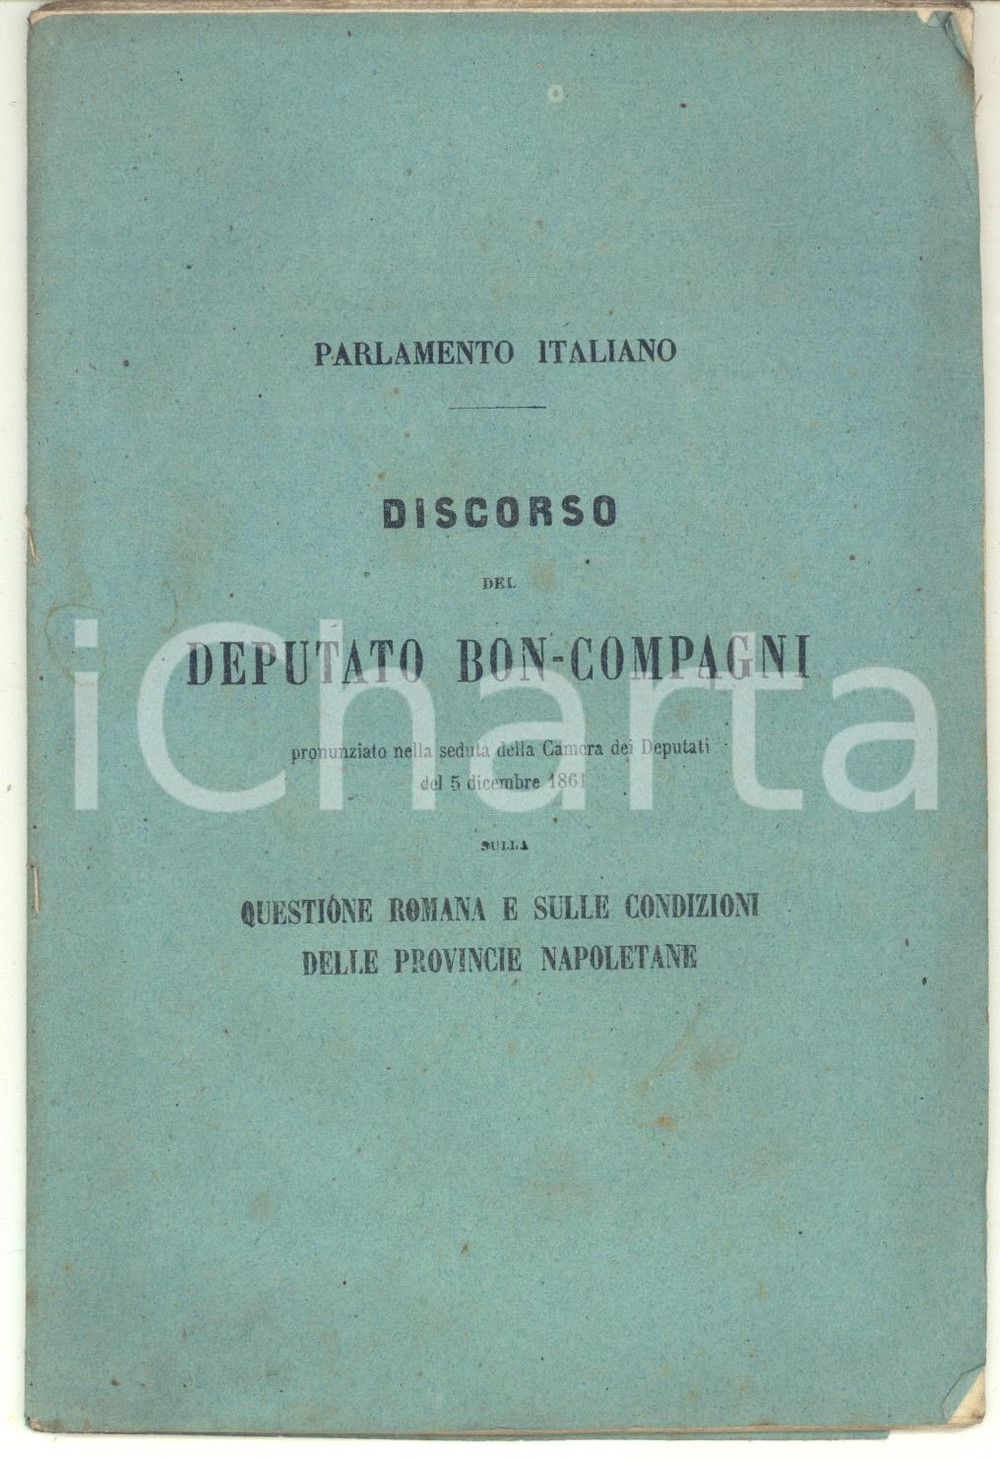 PARLAMENTO ITALIANO
DISCORSO
DEL
DEPUTATO BON-COMPAGNI
iCharta
pronunziato nella seduta della Camera dei Deputati
del 5 dicembre 1861
SULLA
QUESTIONE ROMANA E SULLE CONDIZIONI
DELLE PROVINCIE NAPOLETANE